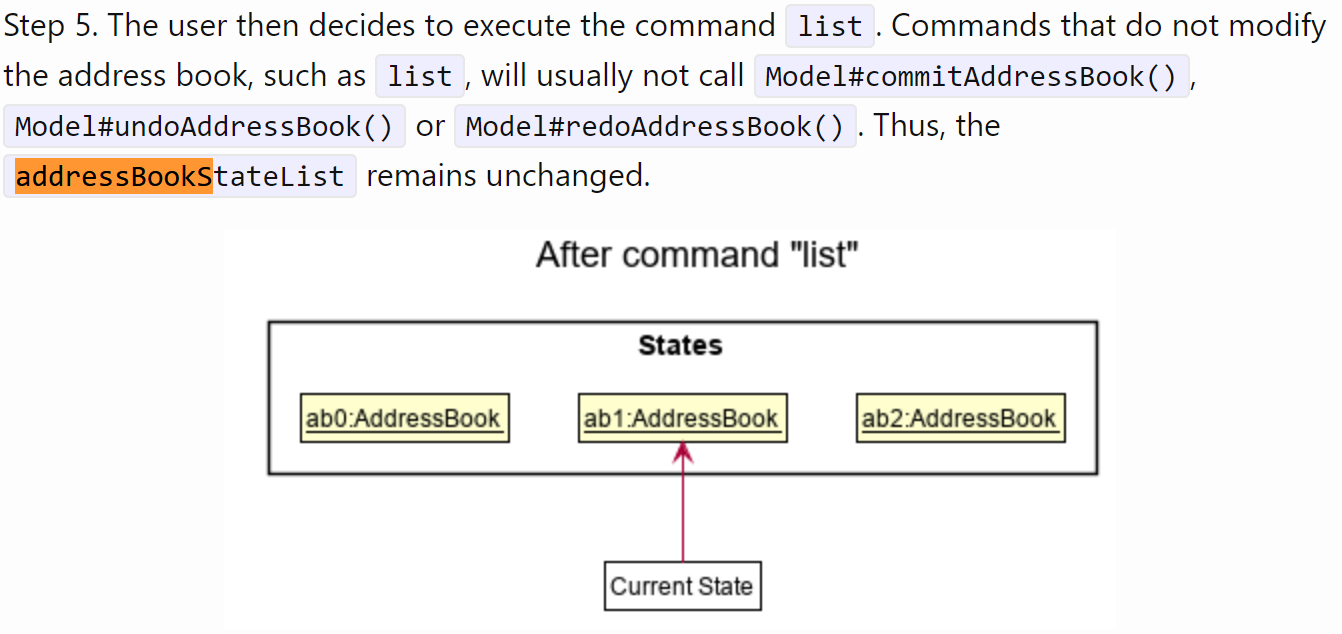 Step 5. The user then decides to execute the command list. Commands that do not modify
the address book, such as list, will usually not call Model#commitAddressBook(),
Model#undoAddressBook() or Model#redoAddressBook(). Thus, the
addressBookStateList remains unchanged.
After command "list"
States
ab0:AddressBook ab1:AddressBook ab2:AddressBook
Current State